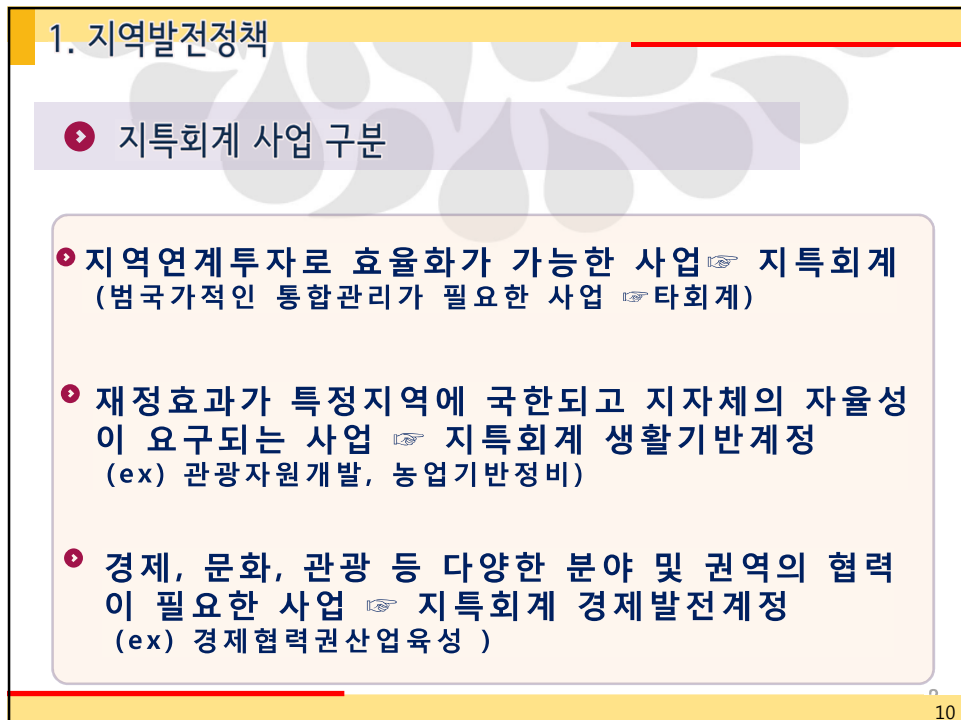 1. 지역발전정책
지특회계 사업 구분
지역연계투자로 효율화가 가능한 사업☞ 지특회계
(범국가적인 통합관리가 필요한 사업 ☞타회계)
재정효과가 특정지역에 국한되고 지자체의 자율성
이 요구되는 사업 ☞ 지특회계 생활기반계정
(ex) 관광자원개발, 농업기반정비)
경제, 문화, 관광 등 다양한 분야 및 권역의 협력
이 필요한 사업 ☞ 지특회계 경제발전계정
(ex) 경제협력권산업육성 )
10